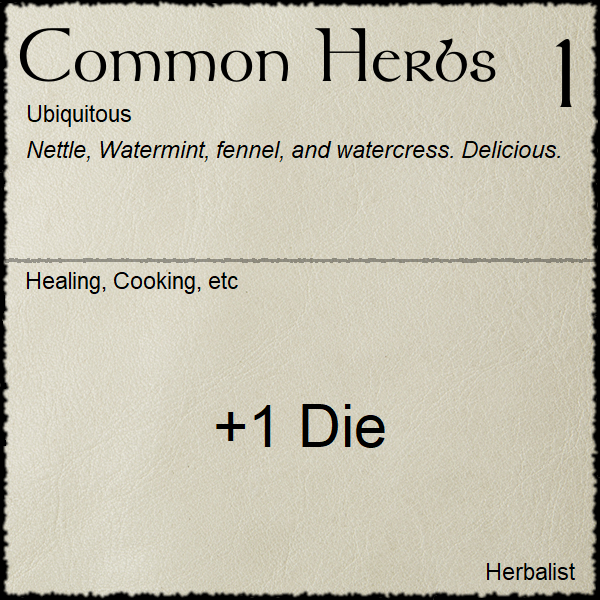 Common Herbs 1
Ubiquitous
Nettle, Watermint, fennel, and watercress. Delicious.
Healing, Cooking, etc
+1 Die
Herbalist